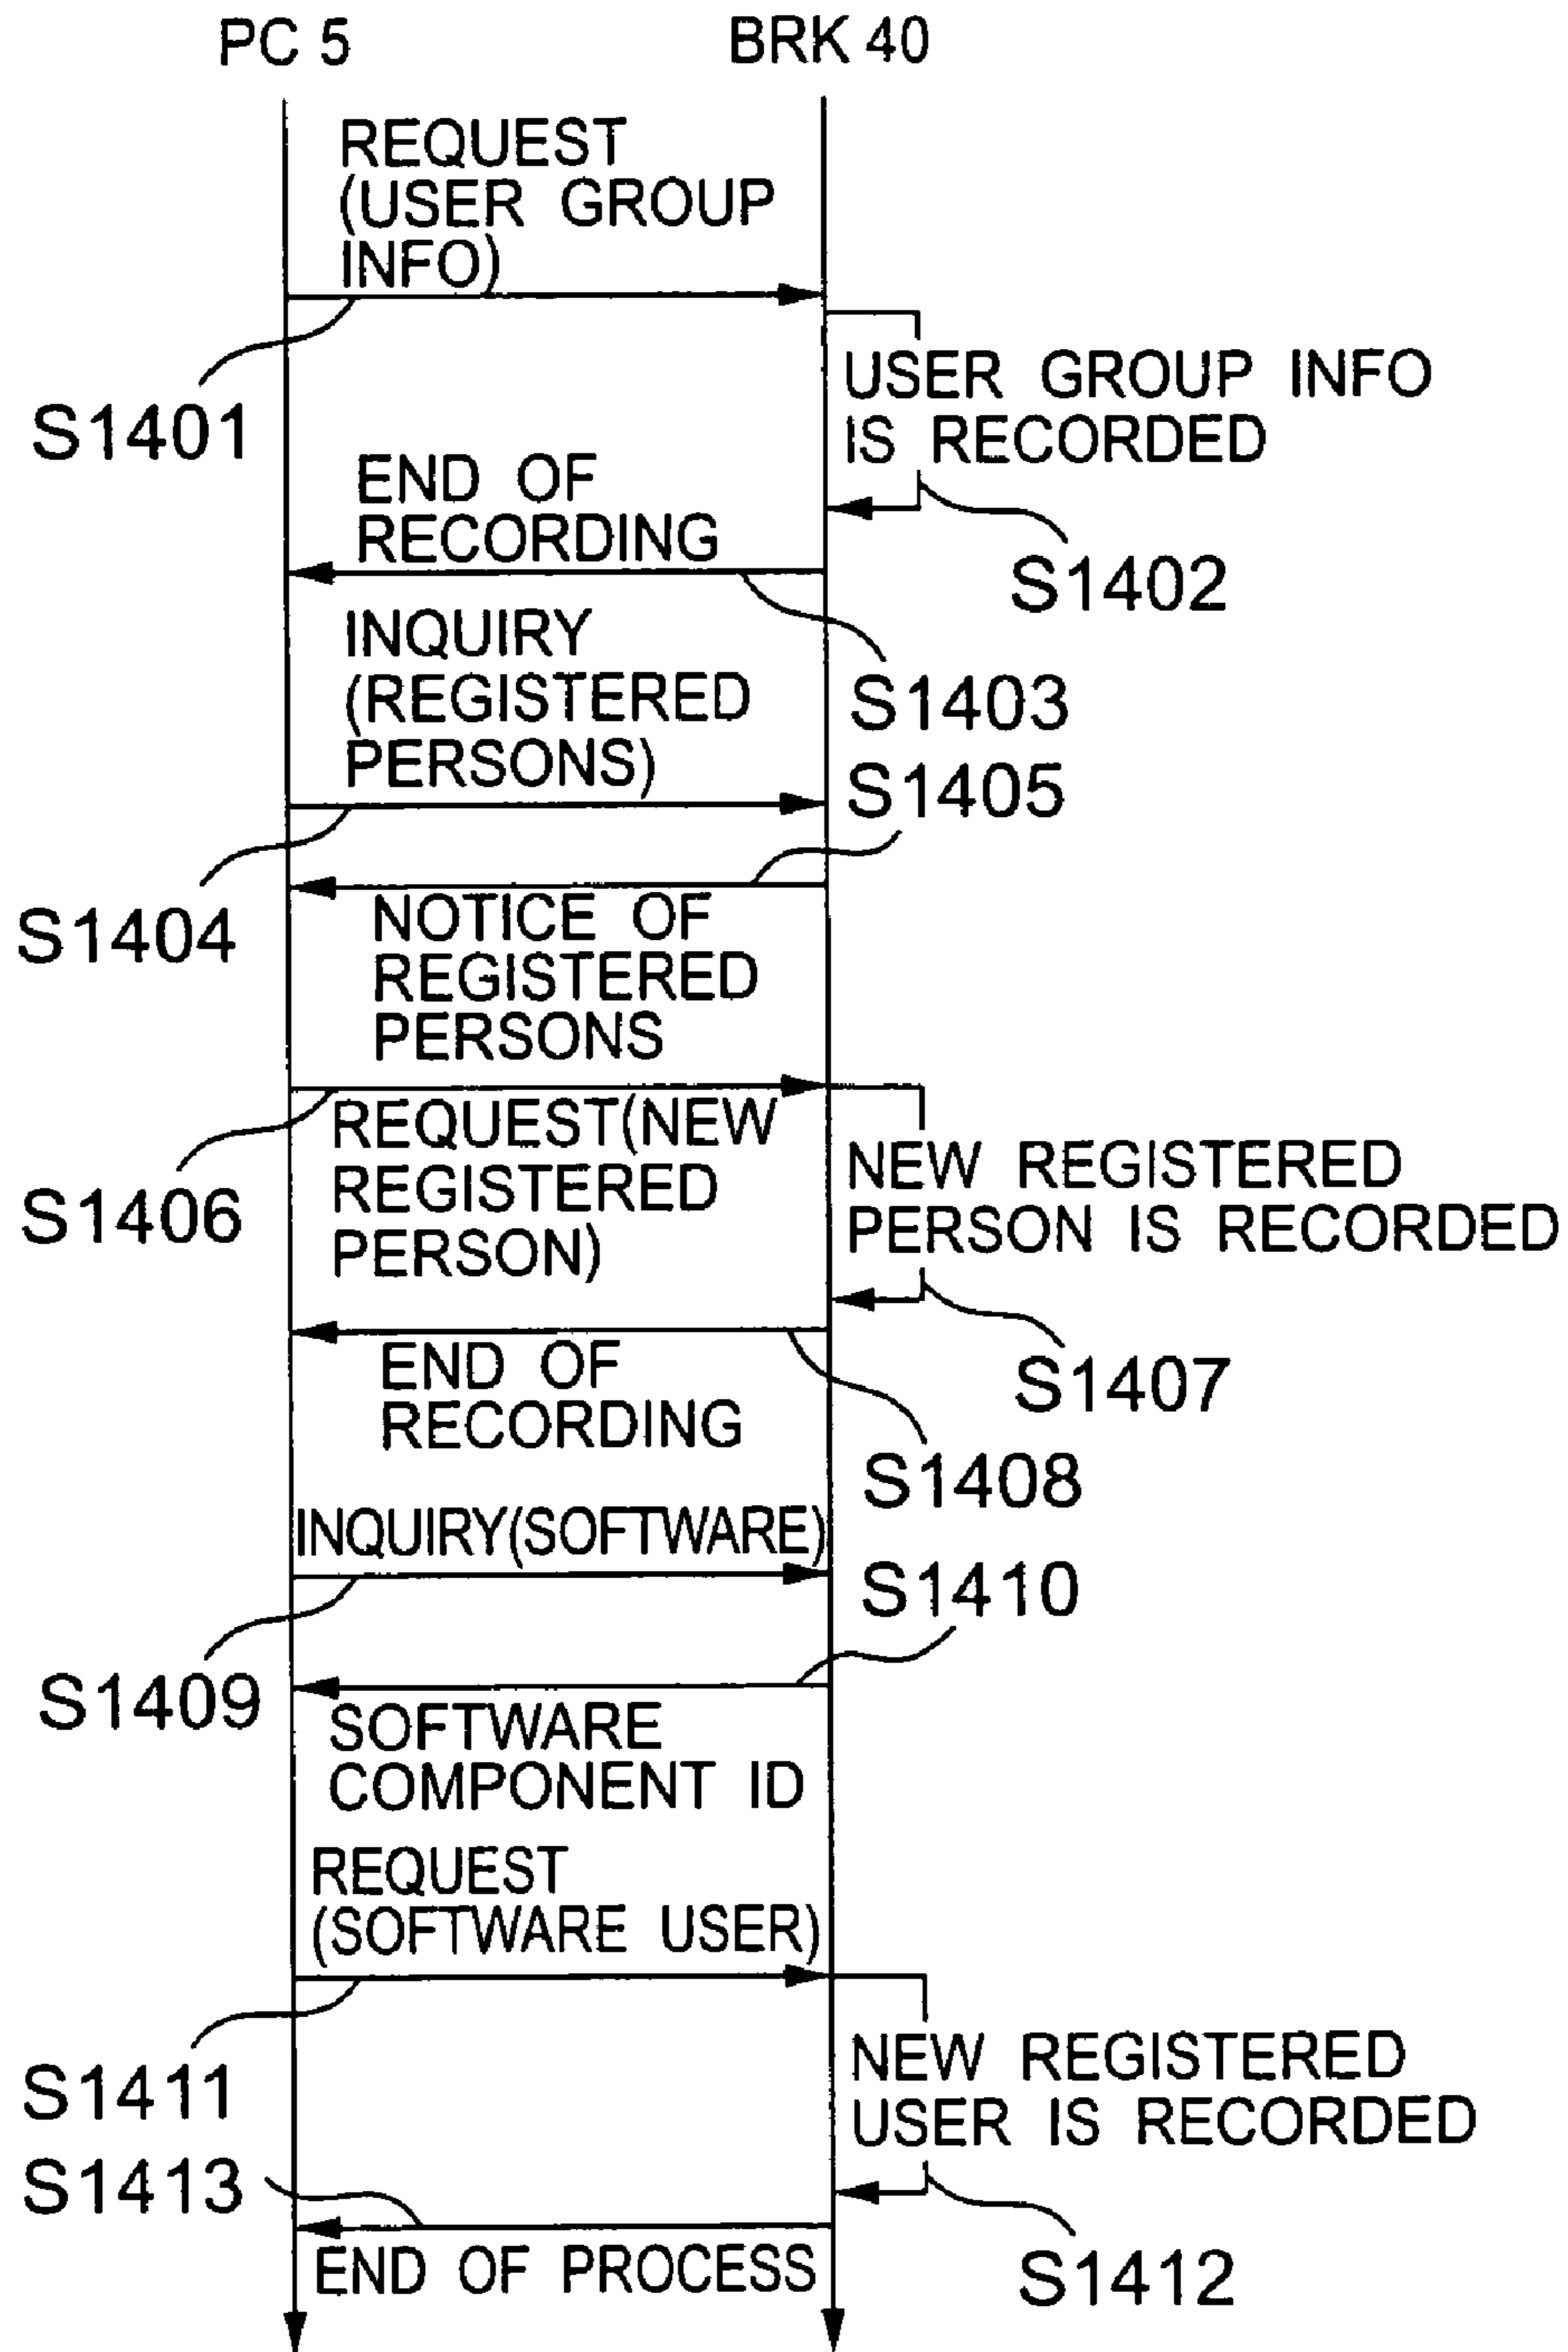 PC 5
BRK 40
REQUEST
(USER GROUP
INFO)
S1401
USER GROUP INFO
IS RECORDED
S1402
END OF
RECORDING
S1403
INQUIRY
(REGISTERED
PERSONS)
S1404
S1405
NOTICE OF
REGISTERED
PERSONS
S1406
REQUEST(NEW
REGISTERED
PERSON)
NEW REGISTERED
PERSON IS RECORDED
S1407
END OF
RECORDING
S1408
INQUIRY(SOFTWARE)
S1409
S1410
SOFTWARE
COMPONENT ID
REQUEST
(SOFTWARE USER)
S1411
NEW REGISTERED
USER IS RECORDED
S1412
S1413
END OF PROCESS